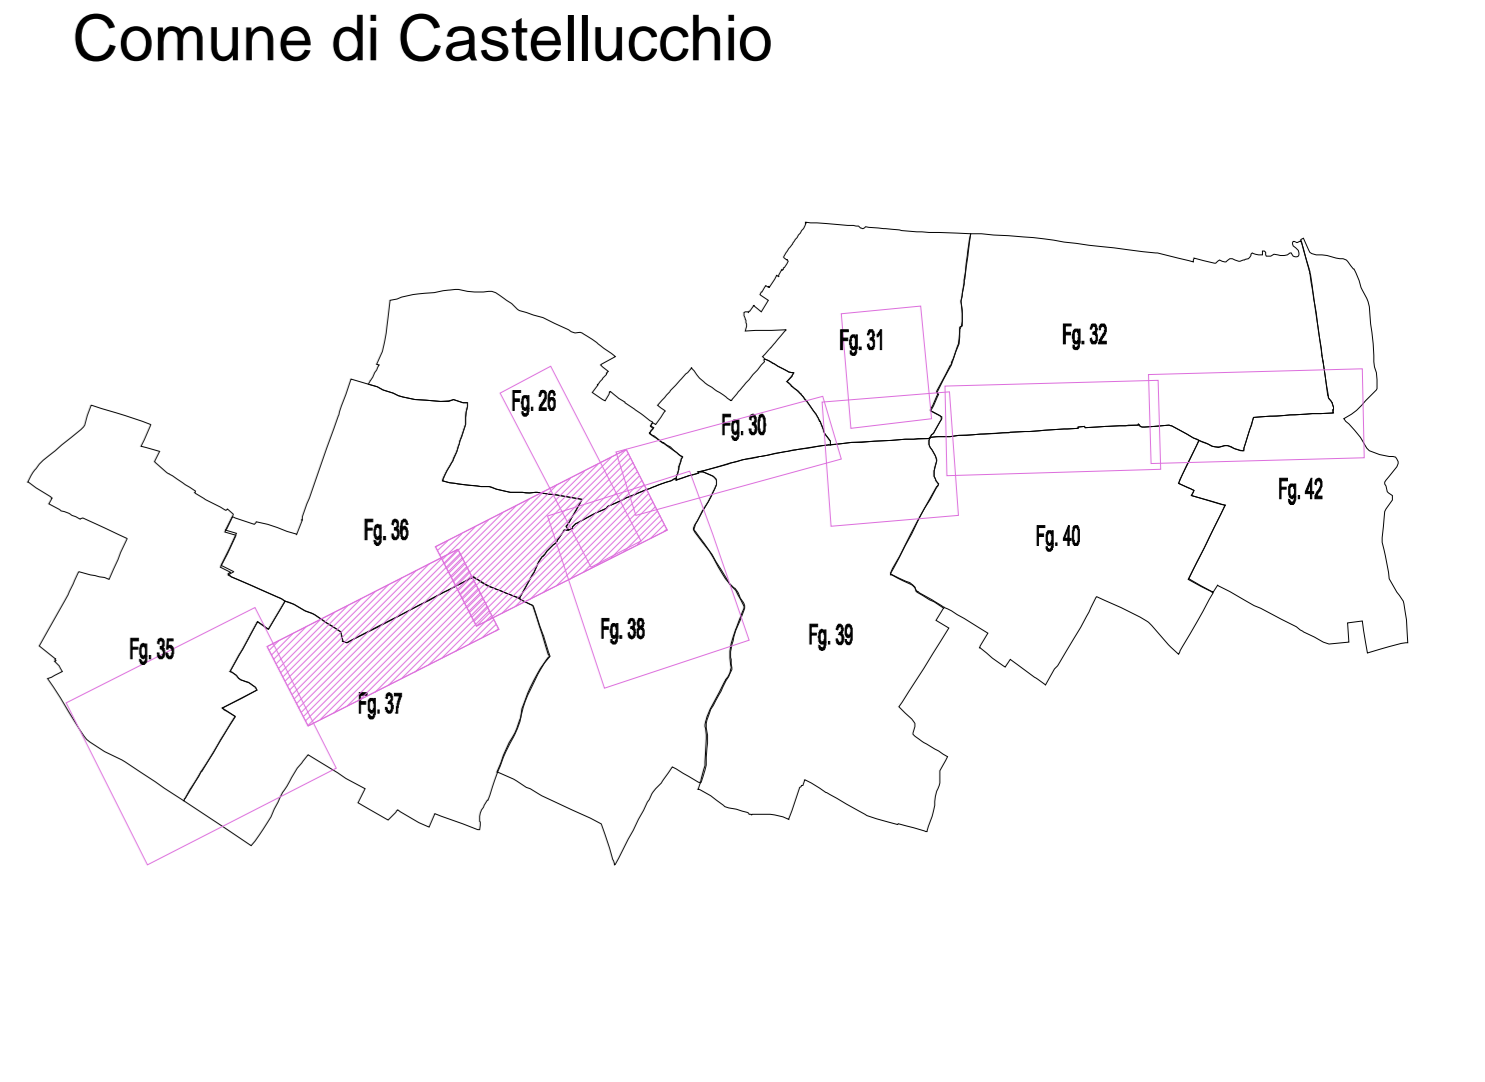 Comune di Castellucchio
Fg. 31
Fg. 32
Fg. 26
Fg. 30
Fg. 36
Fg. 42
Fg. 40
Fg. 38
Fg. 39
Fg. 35
Fg. 37